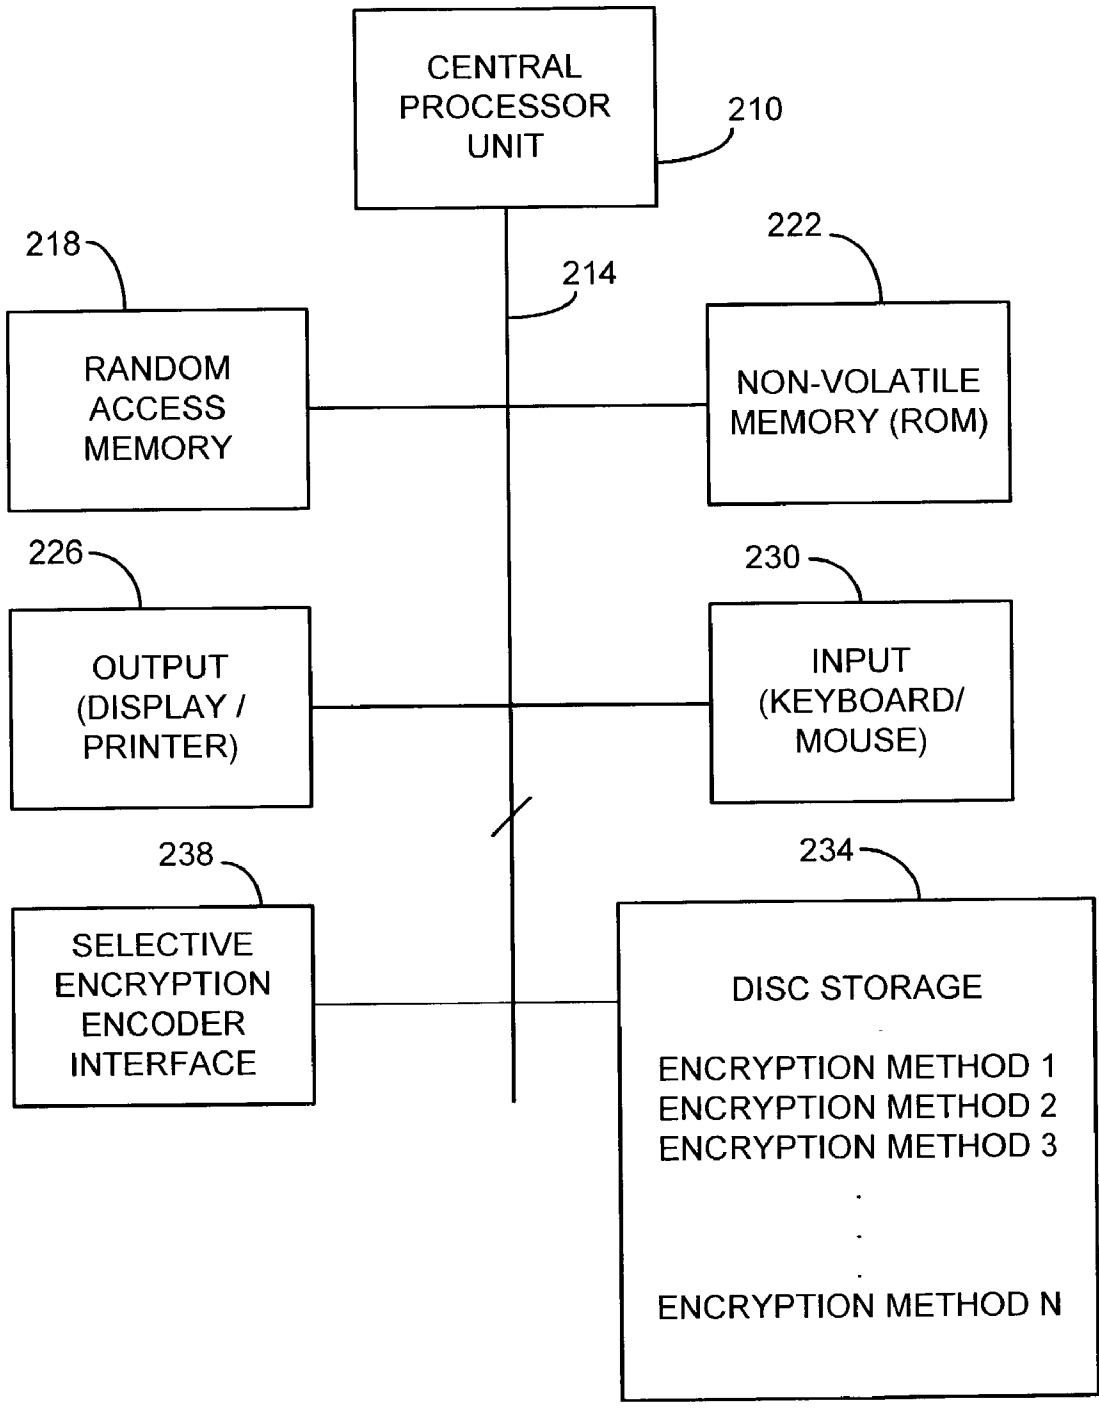 CENTRAL
PROCESSOR
UNIT
210
218
222
214
RANDOM
ACCESS
MEMORY
NON-VOLATILE
MEMORY (ROM)
226
230
OUTPUT
(DISPLAY /
PRINTER)
INPUT
(KEYBOARD/
MOUSE)
238
234
SELECTIVE
ENCRYPTION
ENCODER
INTERFACE
DISC STORAGE
ENCRYPTION METHOD 1
ENCRYPTION METHOD 2
ENCRYPTION METHOD 3
.
.
.
ENCRYPTION METHOD N